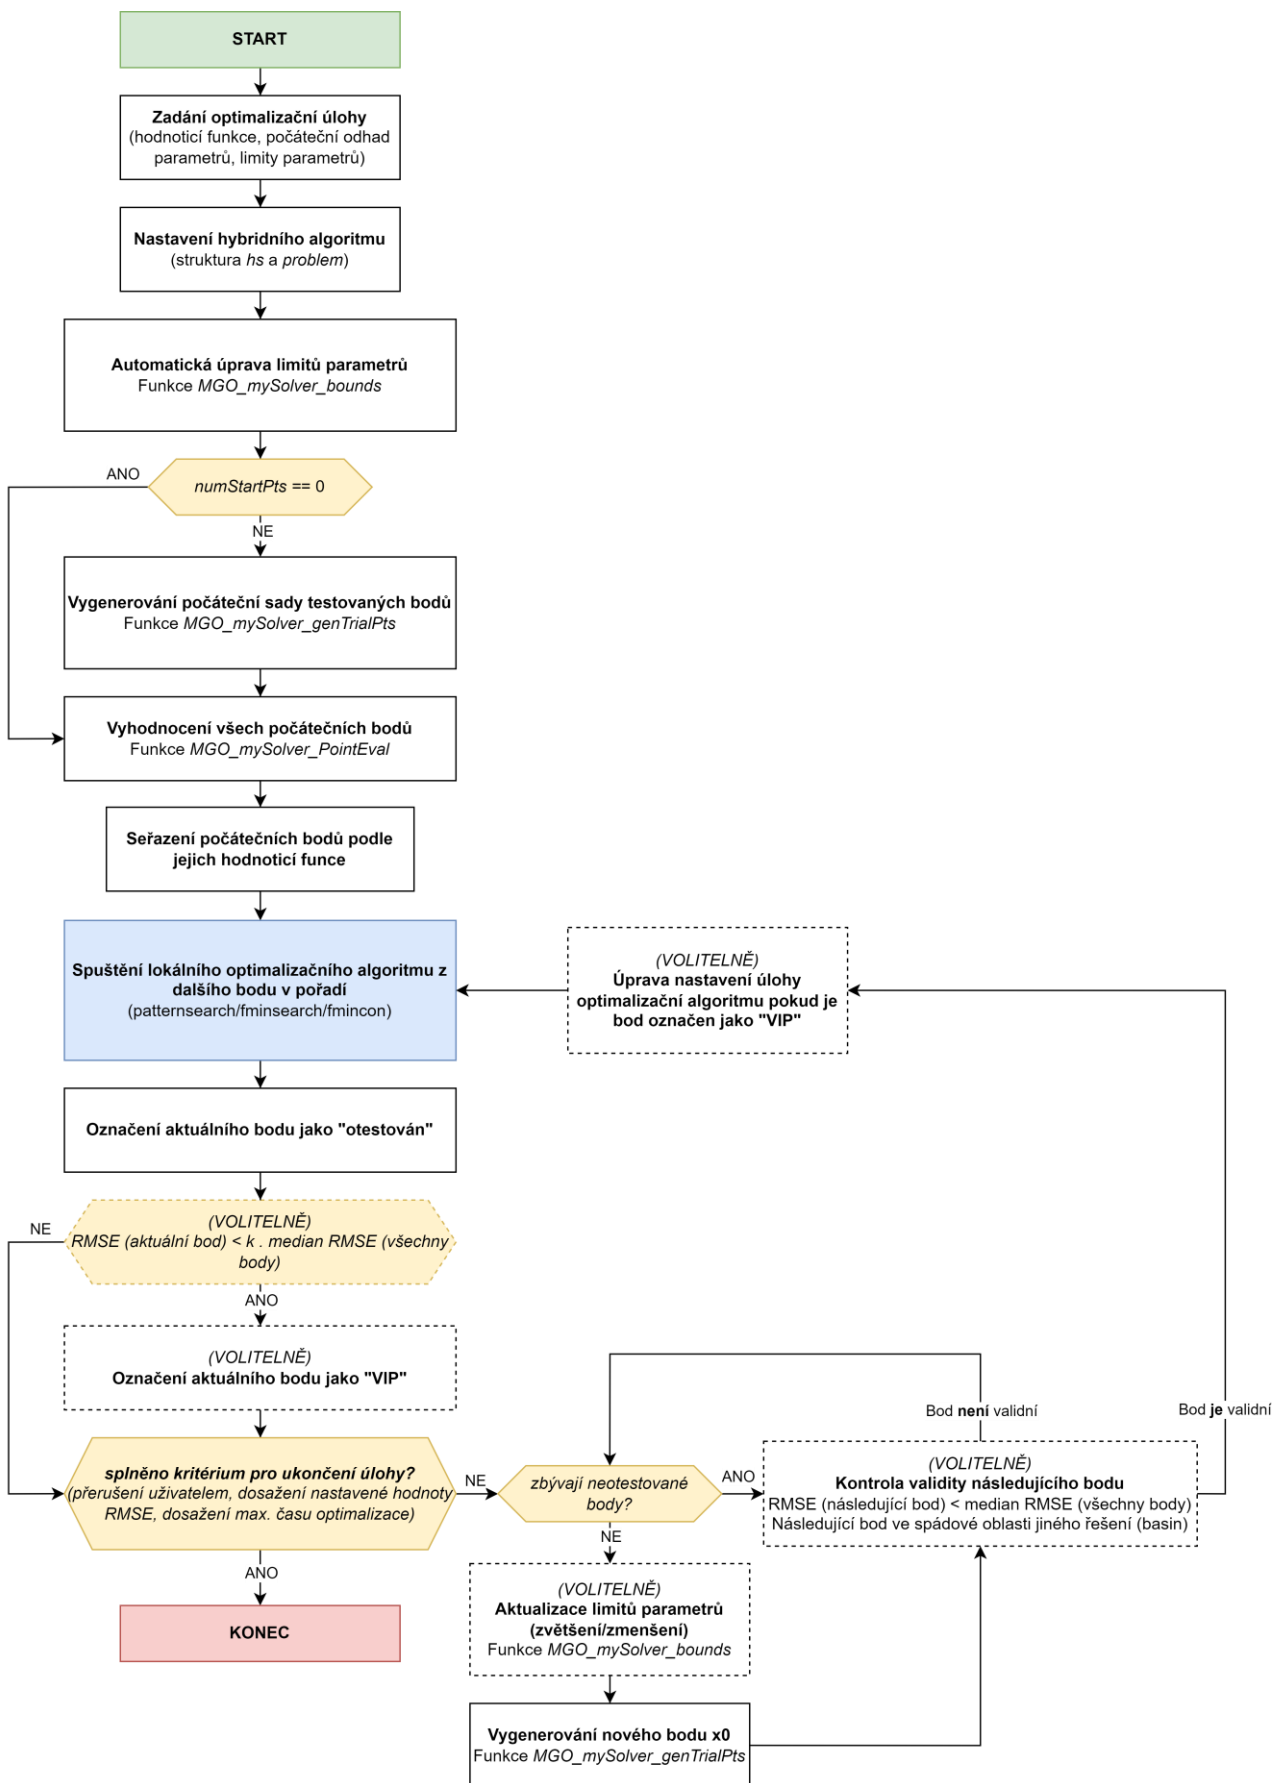 START
Zadání optimalizační úlohy
(hodnoticí funkce, počáteční odhad
parametrů, limity parametrů)
Nastavení hybridního algoritmu
(struktura hs a problem)
Automatická úprava limitů parametrů
Funkce MGO_mySolver_bounds
ANO
numStartPts == 0
NE
Vygenerování počáteční sady testovaných bodů
Funkce MGO_mySolver_genTrialPts
Vyhodnocení všech počátečních bodů
Funkce MGO_mySolver_PointEval
Seřazení počátečních bodů podle
jejich hodnoticí funce
Spuštění lokálního optimalizačního algoritmu z
dalšího bodu v pořadí
(patternsearch/fminsearch/fmincon)
(VOLITELNĚ)
Úprava nastavení úlohy
optimalizační algoritmu pokud je
bod označen jako "VIP"
Označení aktuálního bodu jako "otestován"
NE
(VOLITELNĚ)
RMSE (aktuální bod) < k . median RMSE (všechny
body)
ANO
(VOLITELNĚ)
Označení aktuálního bodu jako "VIP"
Bod není validní
Bod je validní
splněno kritérium pro ukončení úlohy?
(přerušení uživatelem, dosažení nastavené hodnoty
RMSE, dosažení max. času optimalizace)
NE
zbývají neotestované
body?
ANO
(VOLITELNĚ)
Kontrola validity následujícího bodu
RMSE (následující bod) < median RMSE (všechny body)
Následující bod ve spádové oblasti jiného řešení (basin)
NE
ANO
KONEC
(VOLITELNĚ)
Aktualizace limitů parametrů
(zvětšení/zmenšení)
Funkce MGO_mySolver_bounds
Vygenerování nového bodu x0
Funkce MGO_mySolver_genTrialPts